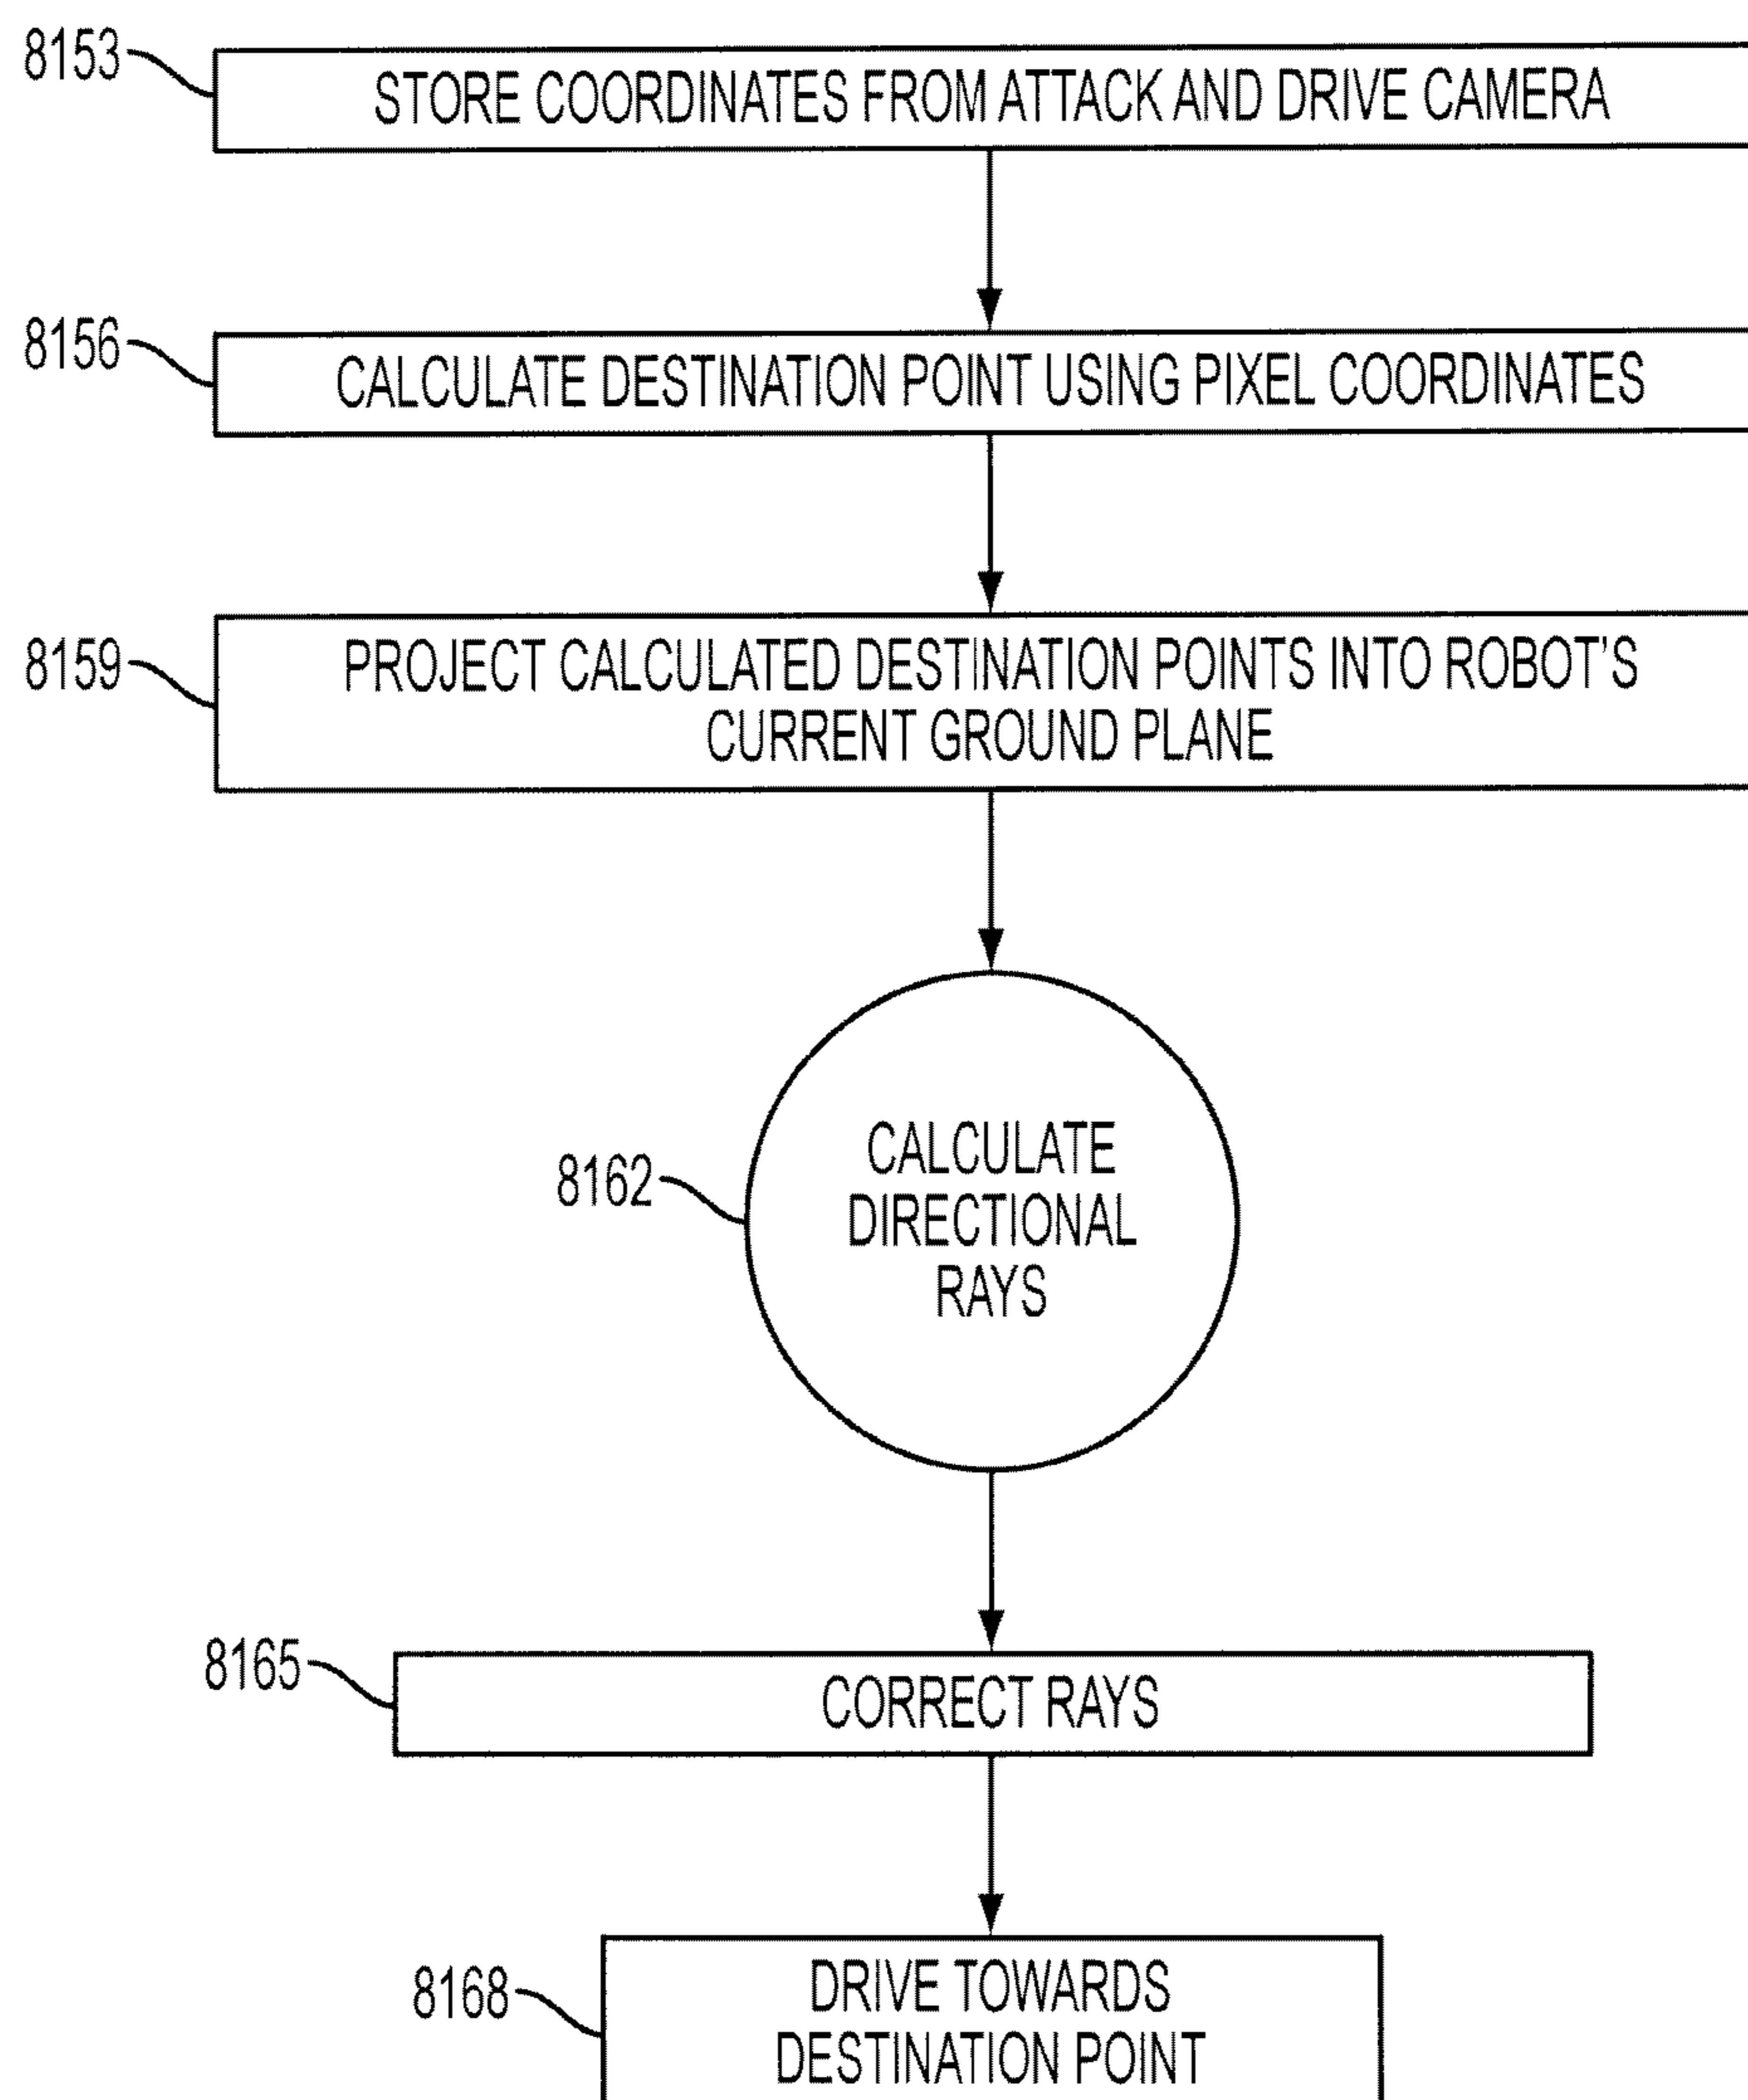 8153
STORE COORDINATES FROM ATTACK AND DRIVE CAMERA
8156
CALCULATE DESTINATION POINT USING PIXEL COORDINATES
8159
PROJECT CALCULATED DESTINATION POINTS INTO ROBOT'S
CURRENT GROUND PLANE
8162
CALCULATE
DIRECTIONAL
RAYS
8165
CORRECT RAYS
8168
DRIVE TOWARDS
DESTINATION POINT